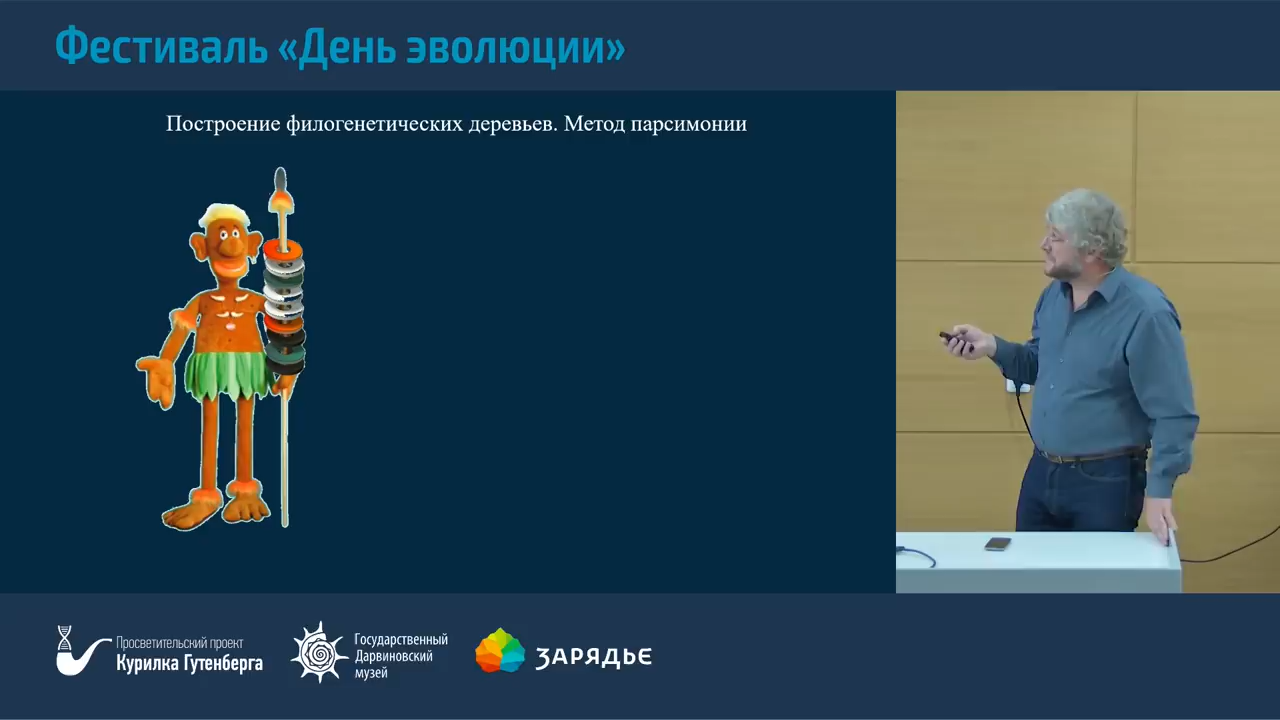 Фестиваль «День эволюции»
Построение филогенетических деревьев. Метод парсимонии
Просветительский проект
Курилка Гутенберга
Государственный
Дарвиновский
музей
ЗАРЯДЬЕ